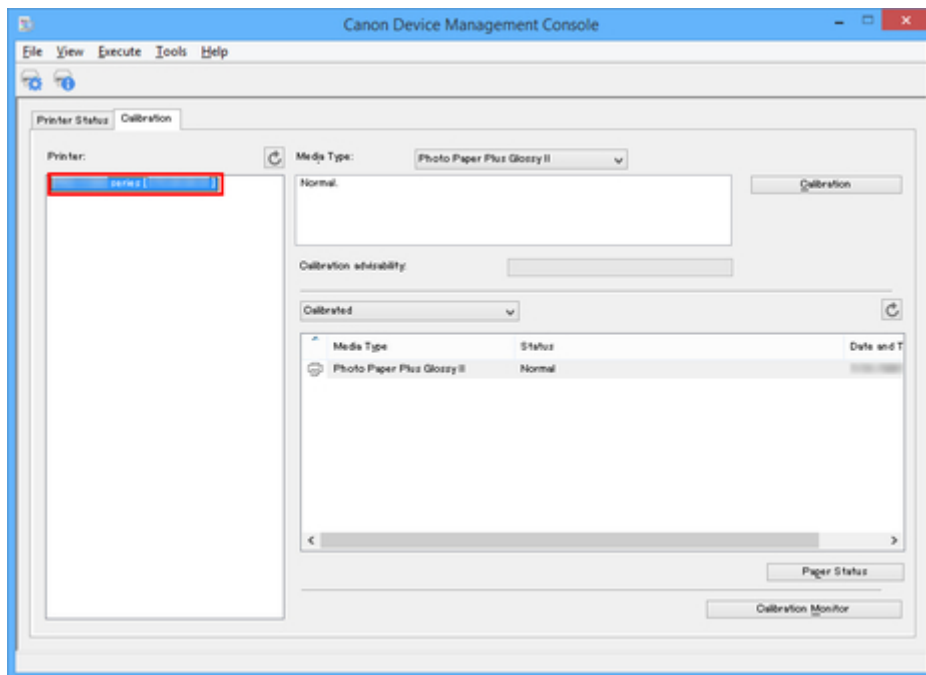 Canon Device Management Console
File View Execute Tools Help
Printer Status Calibration
Printer: Media Type: Photo Paper Plus Glossy II
series [ ]
Normal.
Calibration
Calibration advisability:
Calibrated
Media Type Status Date and T
Photo Paper Plus Glossy II Normal
Paper Status
Calibration Monitor